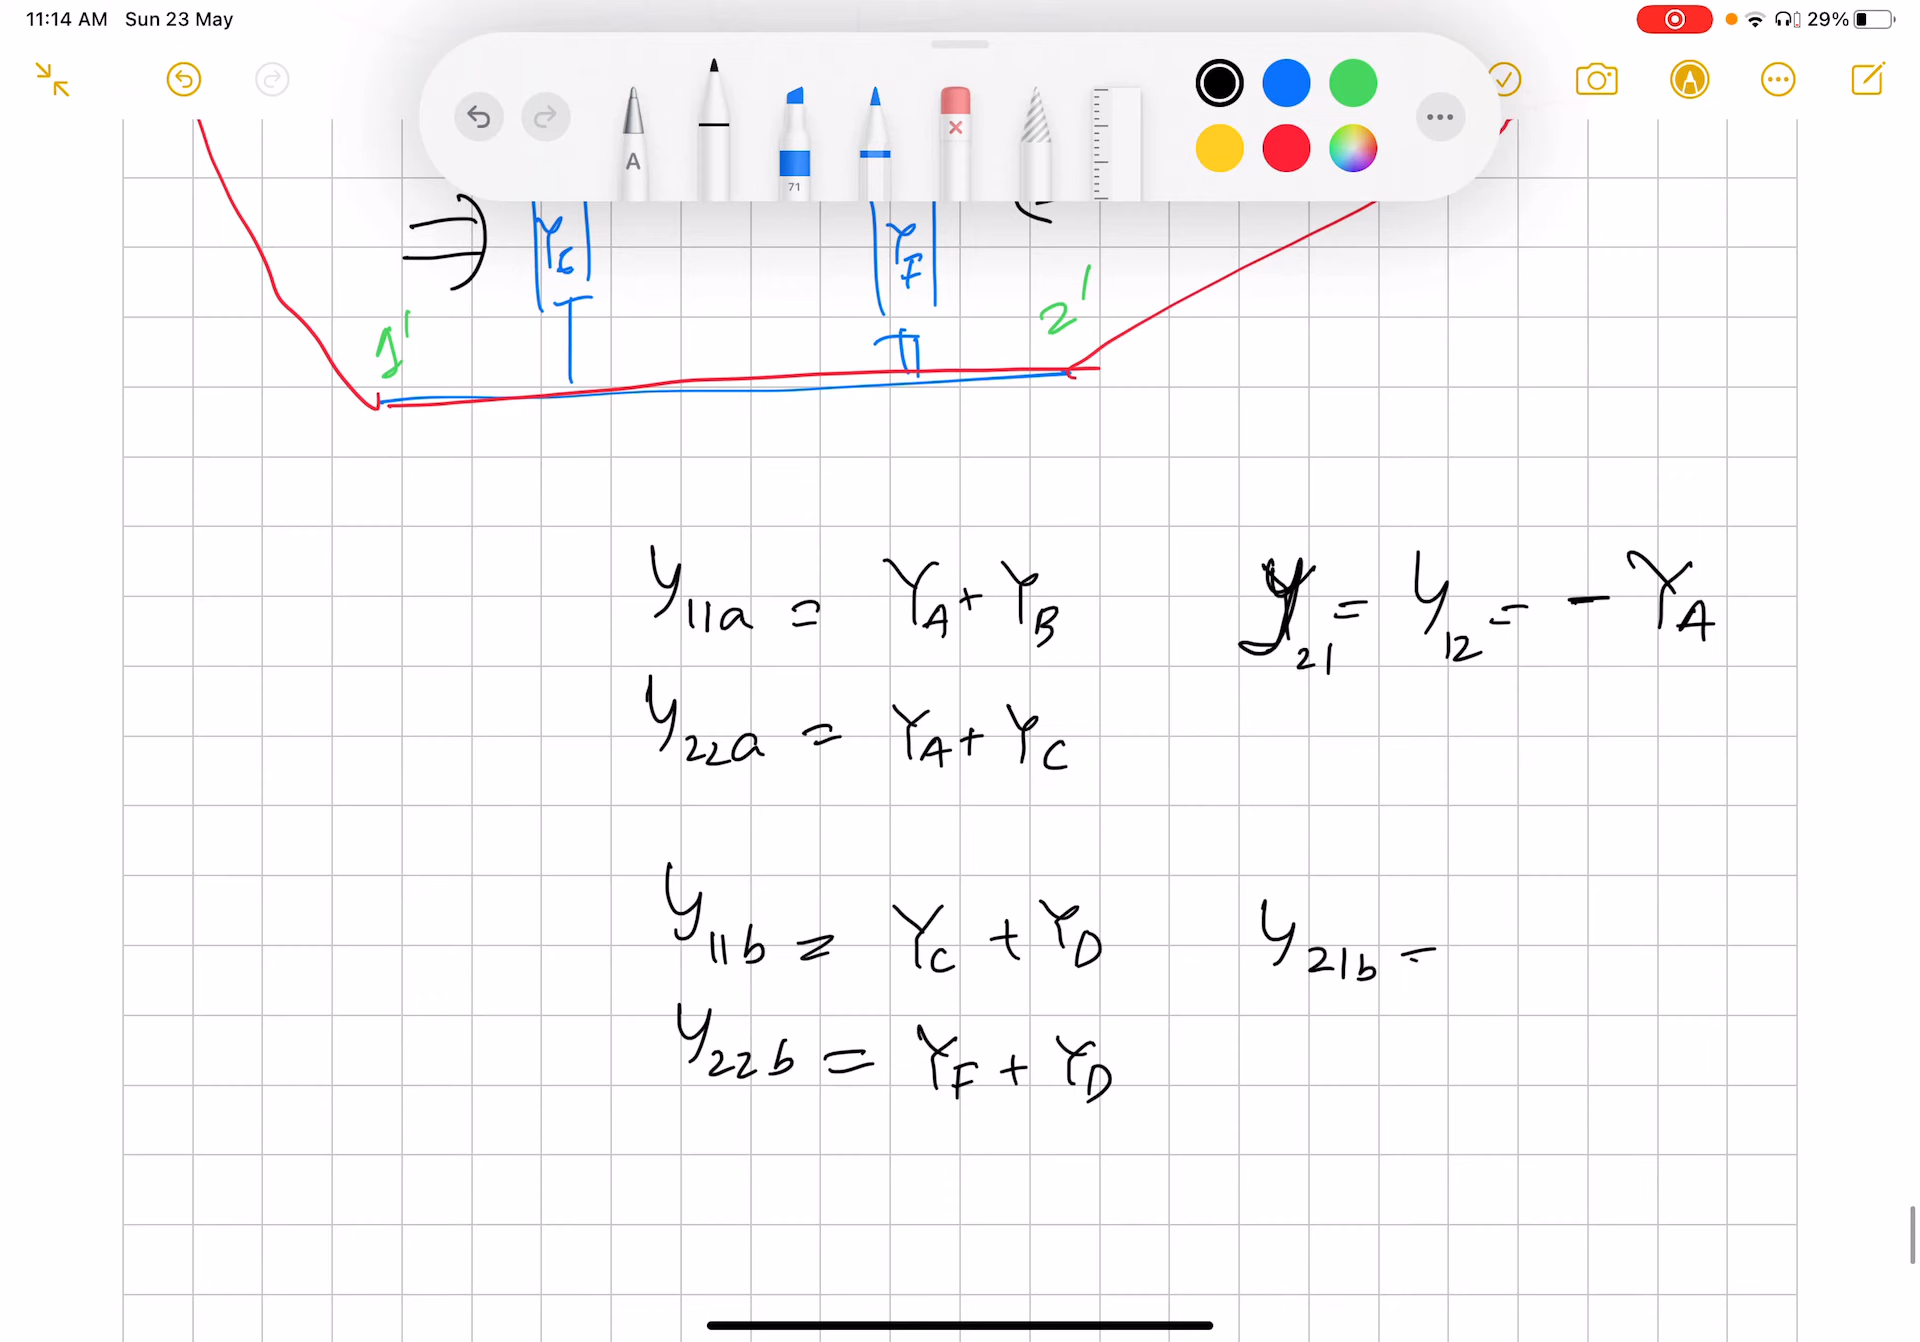 11:14 AM Sun 23 May
29%
A
71
Y_E
Y_F
1'
2'
y_11a = Y_A + Y_B
y_21 = y_12 = - Y_A
y_22a = Y_A + Y_C
y_11b = Y_C + Y_D
y_21b =
y_22b = Y_F + Y_D